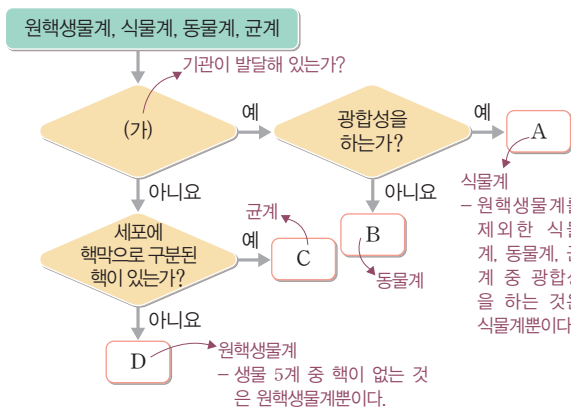 원핵생물계, 식물계, 동물계, 균계
기관이 발달해 있는가?
(가)
예
광합성을
하는가?
예
A
아니요
아니요
식물계
- 원핵생물계를
제외한 식물
계, 동물계, 균
계 중 광합성
을 하는 것은
식물계뿐이다
세포에
핵막으로 구분된
핵이 있는가?
예
균계
C
B
동물계
아니요
D
원핵생물계
- 생물 5계 중 핵이 없는 것
은 원핵생물계뿐이다.